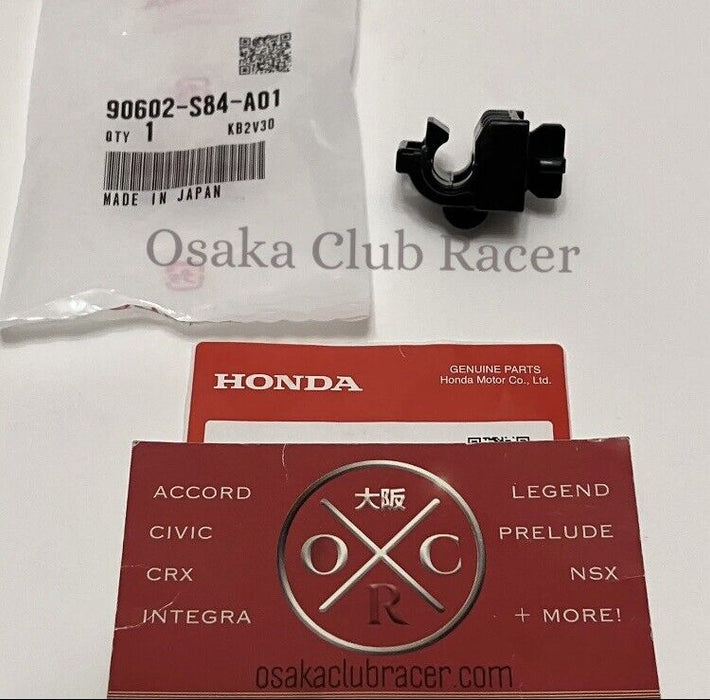 90602-S84-A01
QTY 1 KB2V30
MADE IN JAPAN
Osaka Club Racer
HONDA
GENUINE PARTS
Honda Motor Co., Ltd.
ACCORD
CIVIC
CRX
INTEGRA
大阪
O C
R
LEGEND
PRELUDE
NSX
+ MORE!
osakaclubracer.com